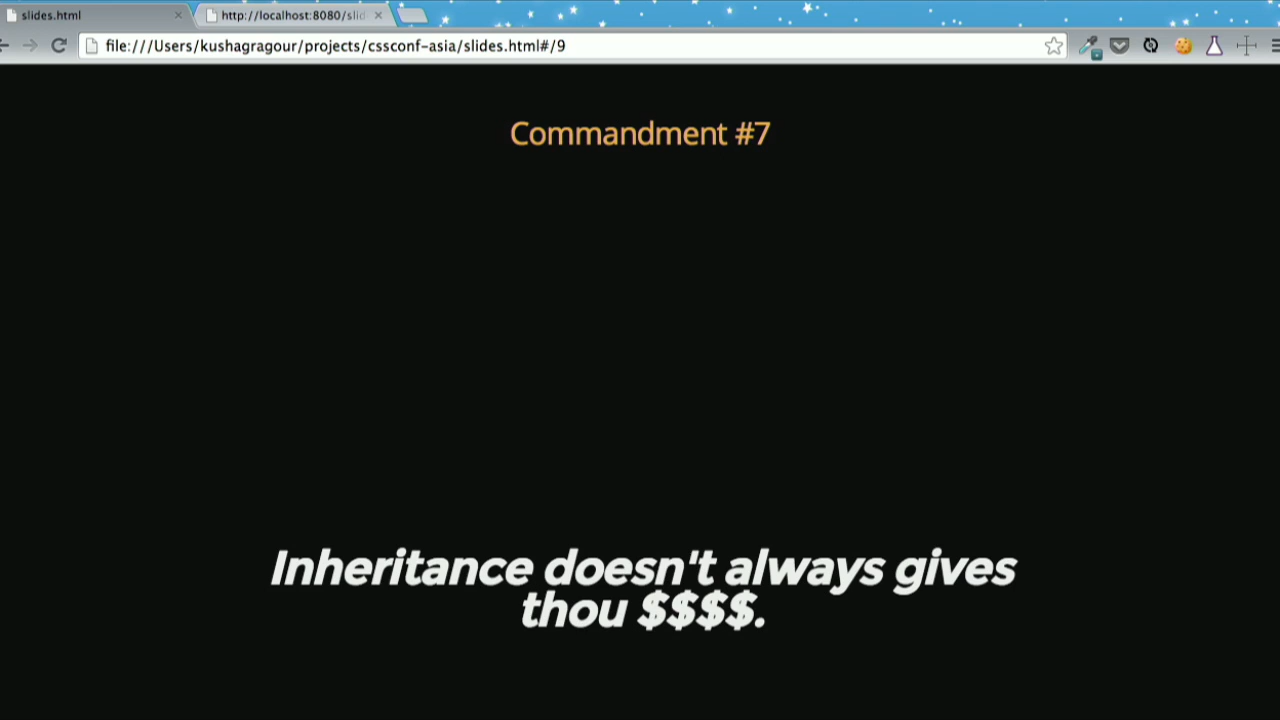 slides.html
http://localhost:8080/slid
file:///Users/kushagragour/projects/cssconf-asia/slides.html#/9
Commandment #7
Inheritance doesn't always gives
thou $$$$.